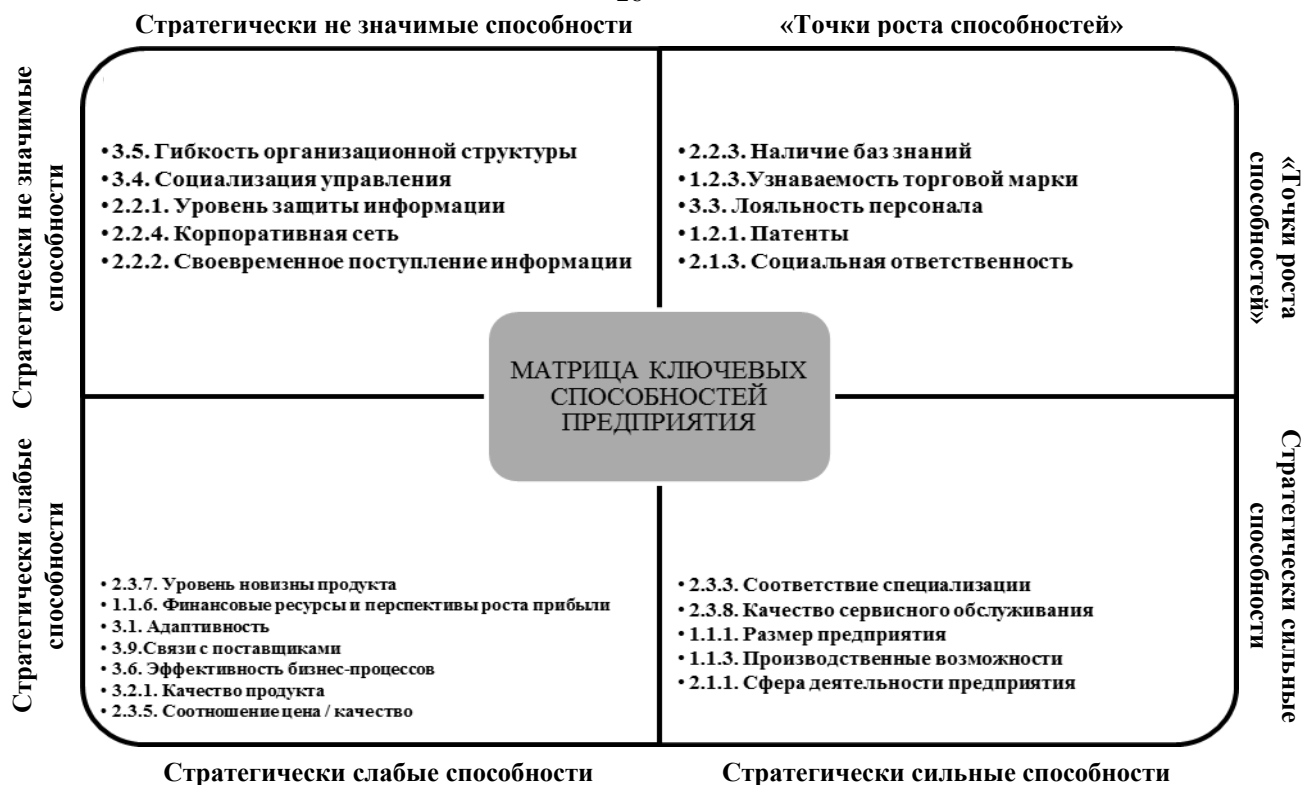 Стратегически не значимые способности
«Точки роста способностей»
Стратегически не значимые
способности
• 3.5. Гибкость организационной структуры
• 3.4. Социализация управления
• 2.2.1. Уровень защиты информации
• 2.2.4. Корпоративная сеть
• 2.2.2. Своевременное поступление информации
• 2.2.3. Наличие баз знаний
• 1.2.3.Узнаваемость торговой марки
• 3.3. Лояльность персонала
• 1.2.1. Патенты
• 2.1.3. Социальная ответственность
«Точки роста
способностей»
МАТРИЦА КЛЮЧЕВЫХ
СПОСОБНОСТЕЙ
ПРЕДПРИЯТИЯ
Стратегически слабые
способности
• 2.3.7. Уровень новизны продукта
• 1.1.6. Финансовые ресурсы и перспективы роста прибыли
• 3.1. Адаптивность
• 3.9.Связи с поставщиками
• 3.6. Эффективность бизнес-процессов
• 3.2.1. Качество продукта
• 2.3.5. Соотношение цена / качество
• 2.3.3. Соответствие специализации
• 2.3.8. Качество сервисного обслуживания
• 1.1.1. Размер предприятия
• 1.1.3. Производственные возможности
• 2.1.1. Сфера деятельности предприятия
Стратегически сильные
способности
Стратегически слабые способности
Стратегически сильные способности